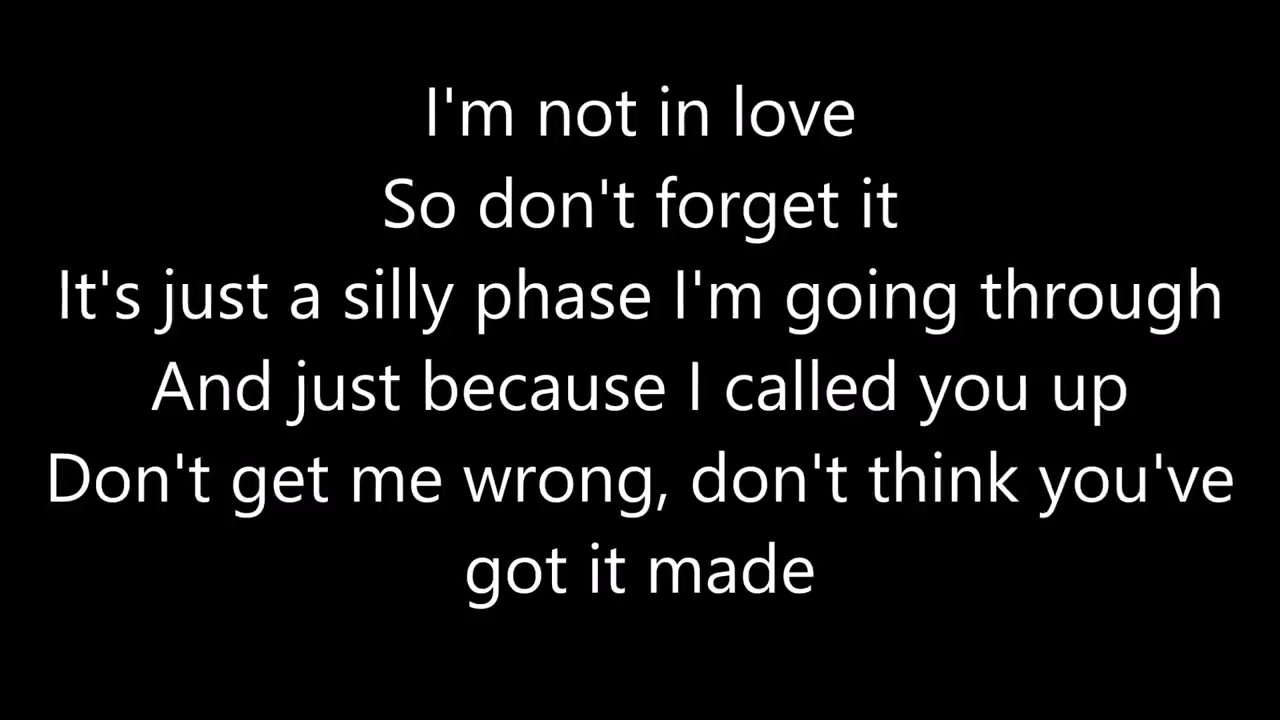 I'm not in love
So don't forget it
It's just a silly phase I'm going through
And just because I called you up
Don't get me wrong, don't think you've
got it made